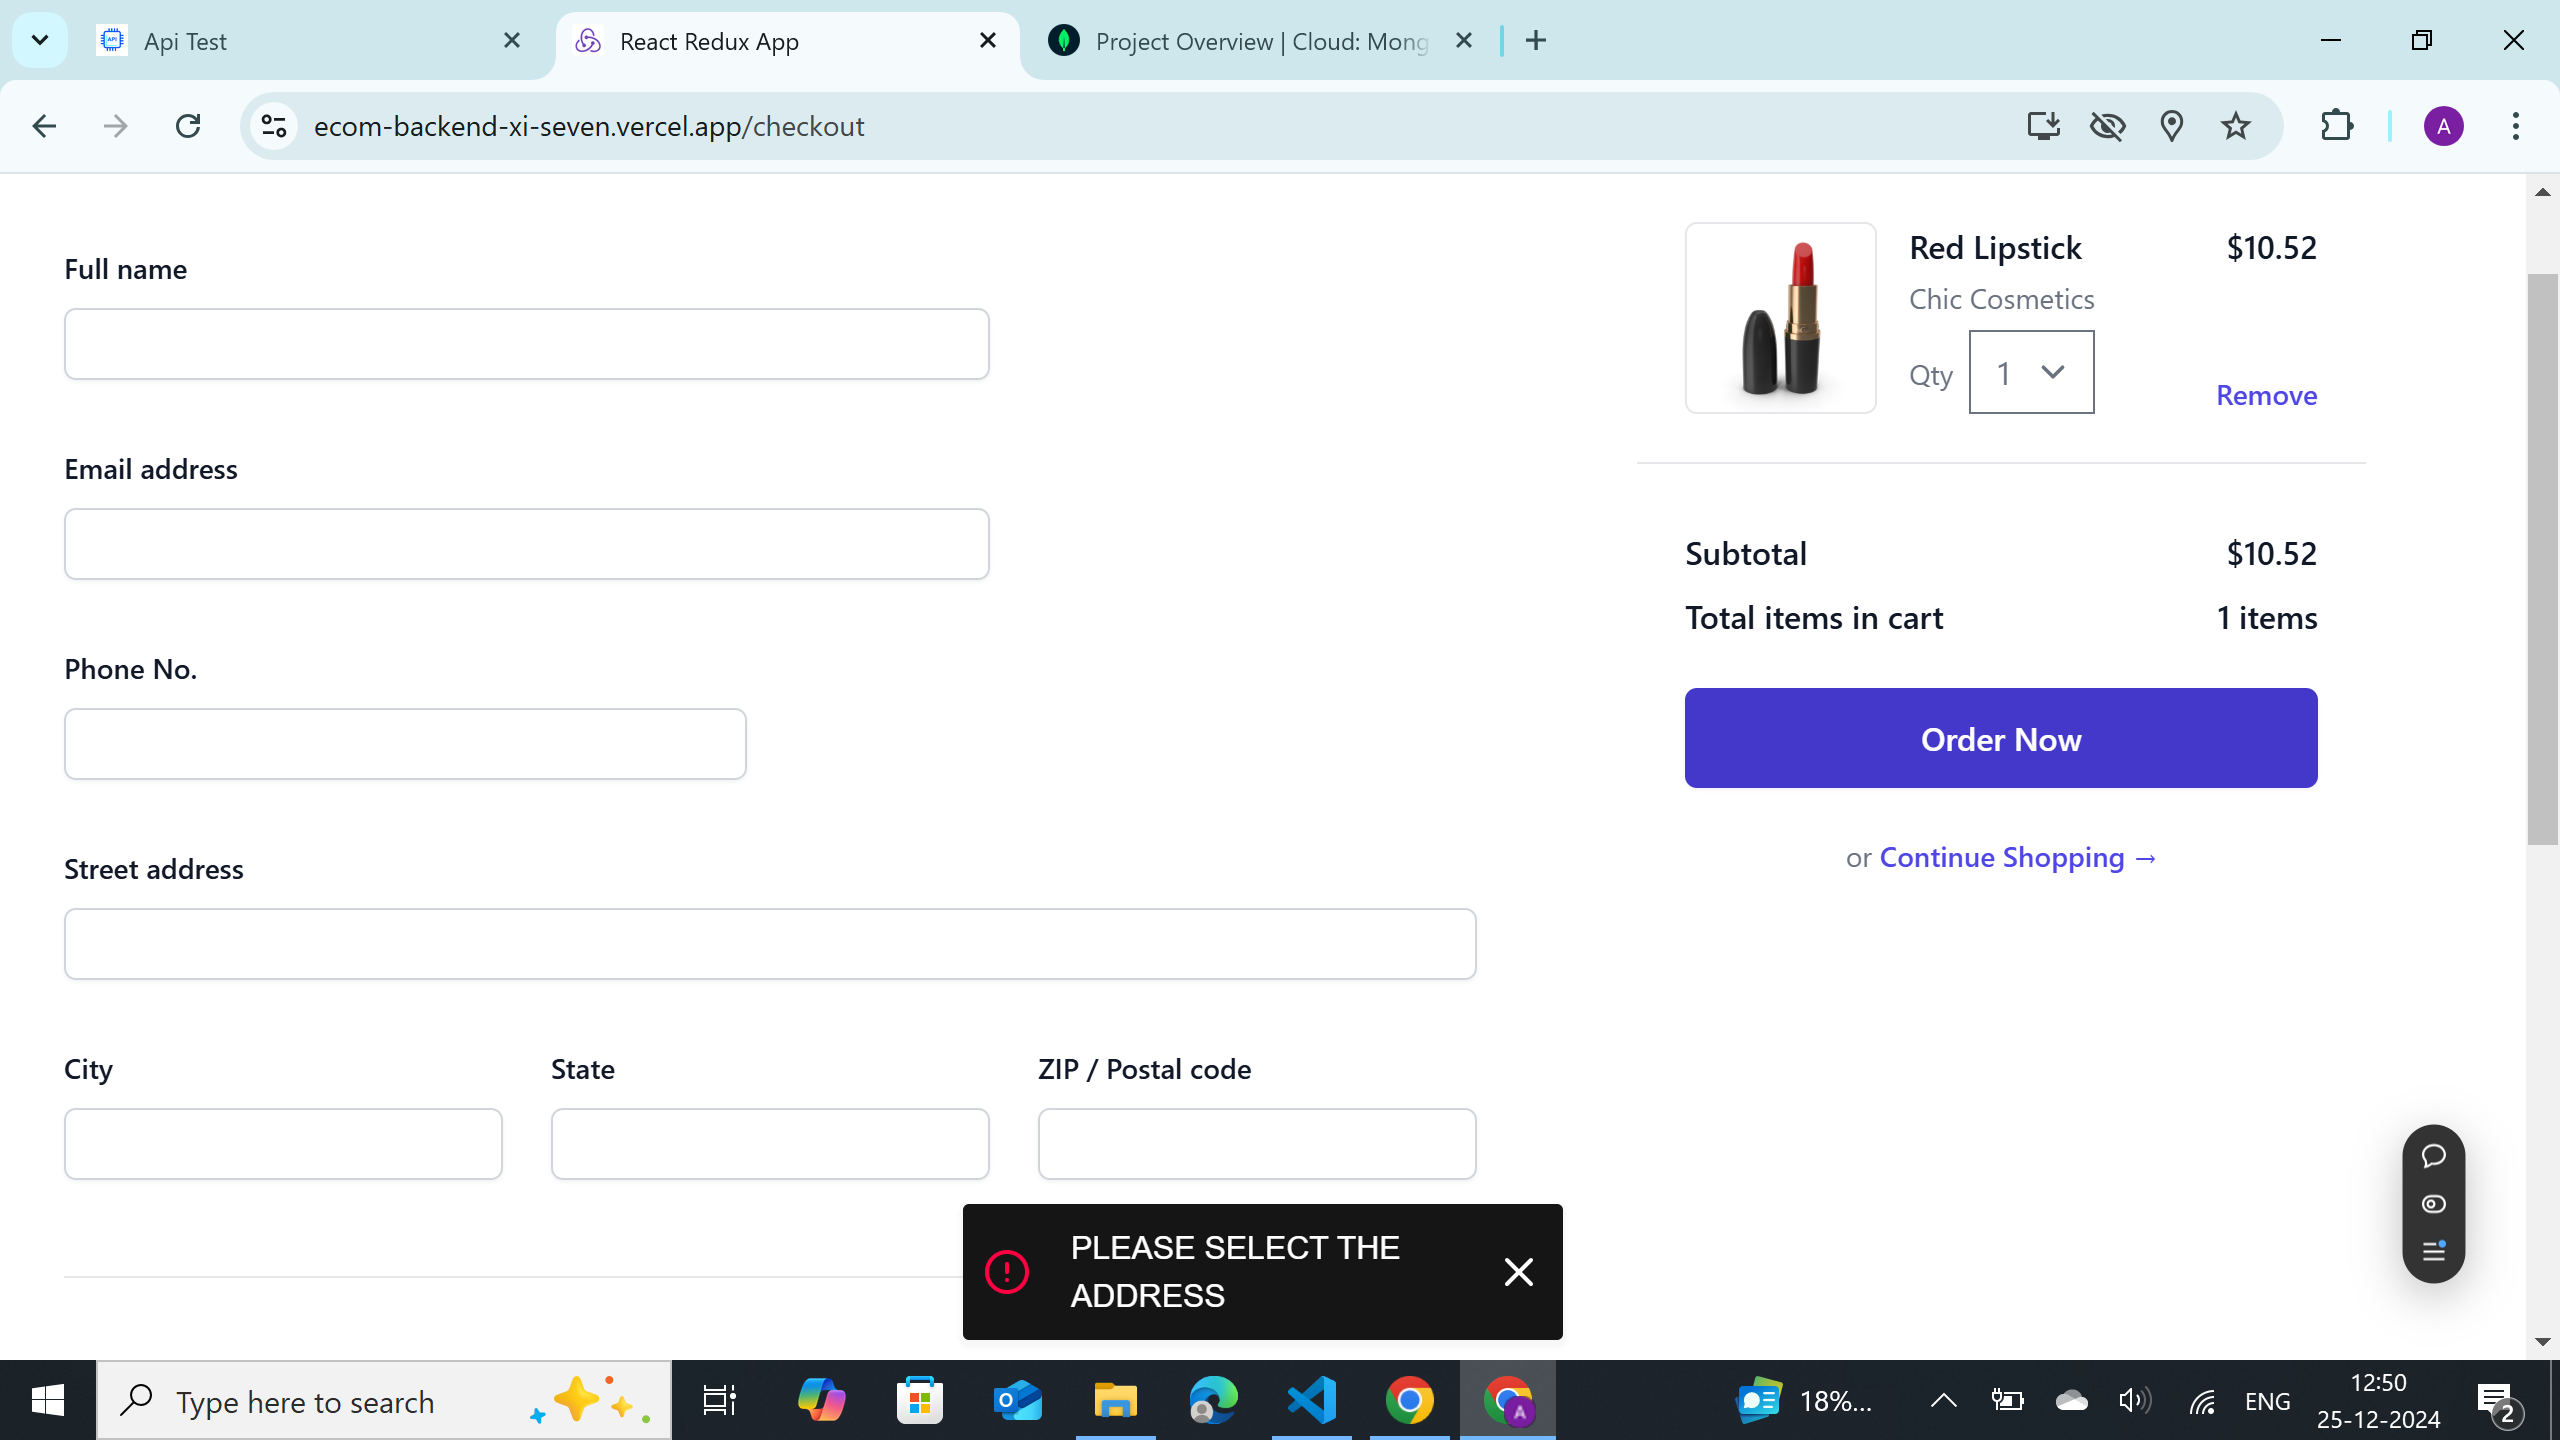 Api Test
React Redux App
Project Overview | Cloud: Mong
ecom-backend-xi-seven.vercel.app/checkout
A
Full name
Email address
Phone No.
Street address
City
State
ZIP / Postal code
Red Lipstick
$10.52
Chic Cosmetics
Qty
1
Remove
Subtotal
$10.52
Total items in cart
1 items
Order Now
or Continue Shopping →
PLEASE SELECT THE
ADDRESS
Type here to search
18%...
ENG
12:50
25-12-2024
2